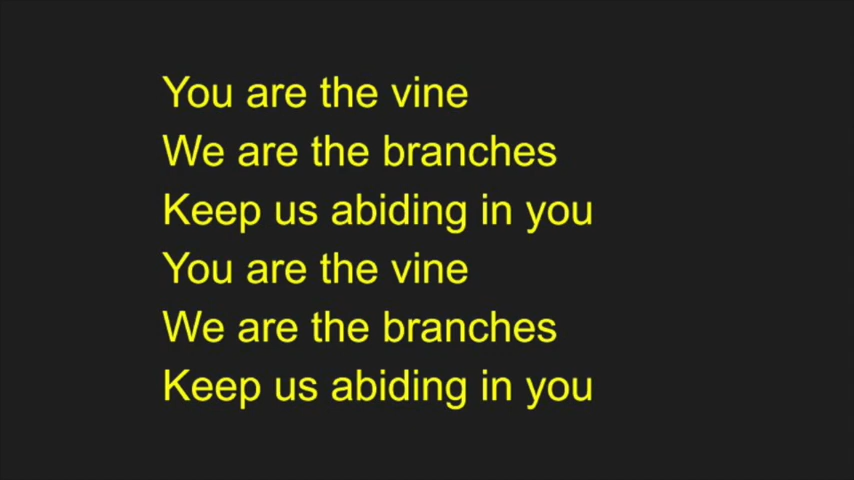 You are the vine
We are the branches
Keep us abiding in you
You are the vine
We are the branches
Keep us abiding in you